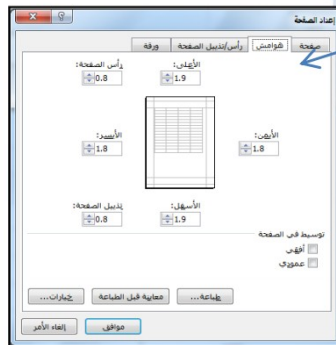 إعداد الصفحة
صفحة هوامش رأس/تذييل الصفحة ورقة
الأعلى: رأس الصفحة:
1.9 0.8
الأيمن: الأيسر:
1.8 1.8
الأسفل: تذييل الصفحة:
1.9 0.8
توسيط في الصفحة
أفقي
عمودي
طباعة... معاينة قبل الطباعة خيارات...
موافق إلغاء الأمر